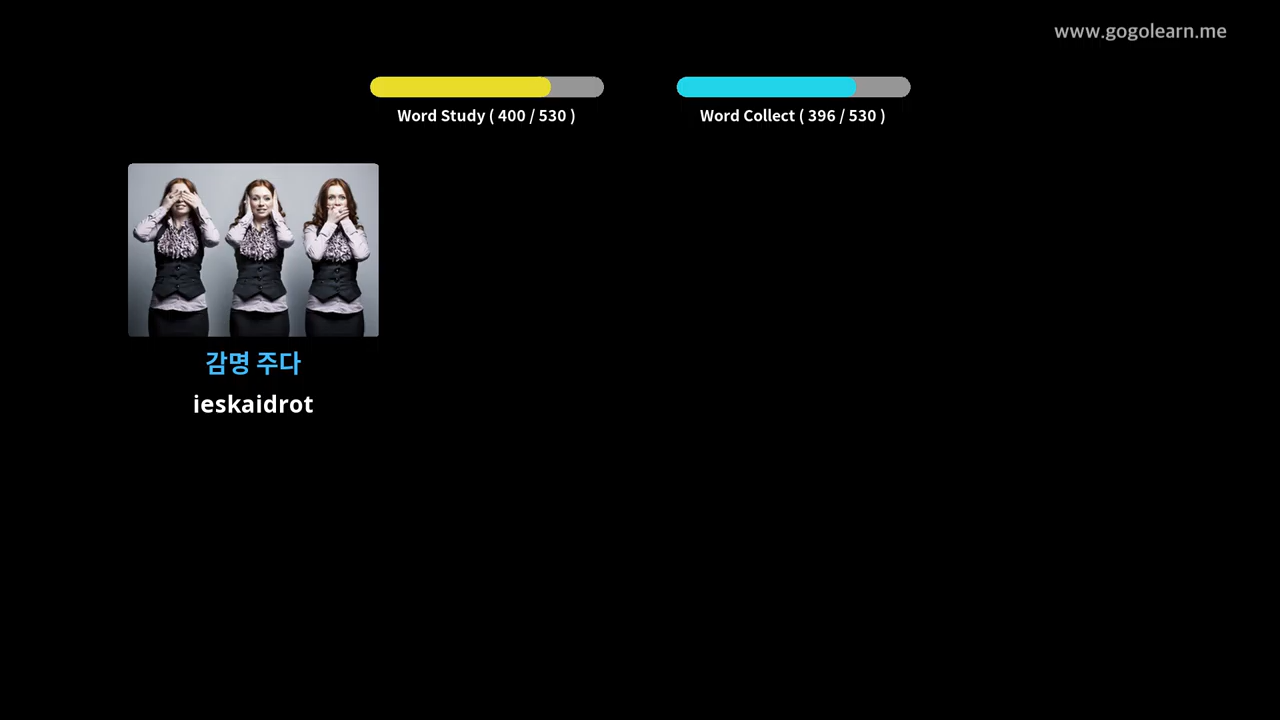 www.gogolearn.me
Word Study ( 400 / 530 )
Word Collect ( 396 / 530 )
감명 주다
ieskaidrot